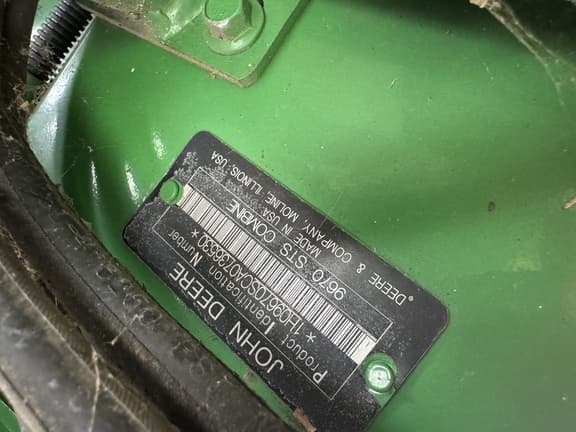 JOHN DEERE
Product Identification Number
*1H09670SCA0736630*
9670 STS COMBINE
MADE IN USA
DEERE & COMPANY MOLINE, ILLINOIS; USA